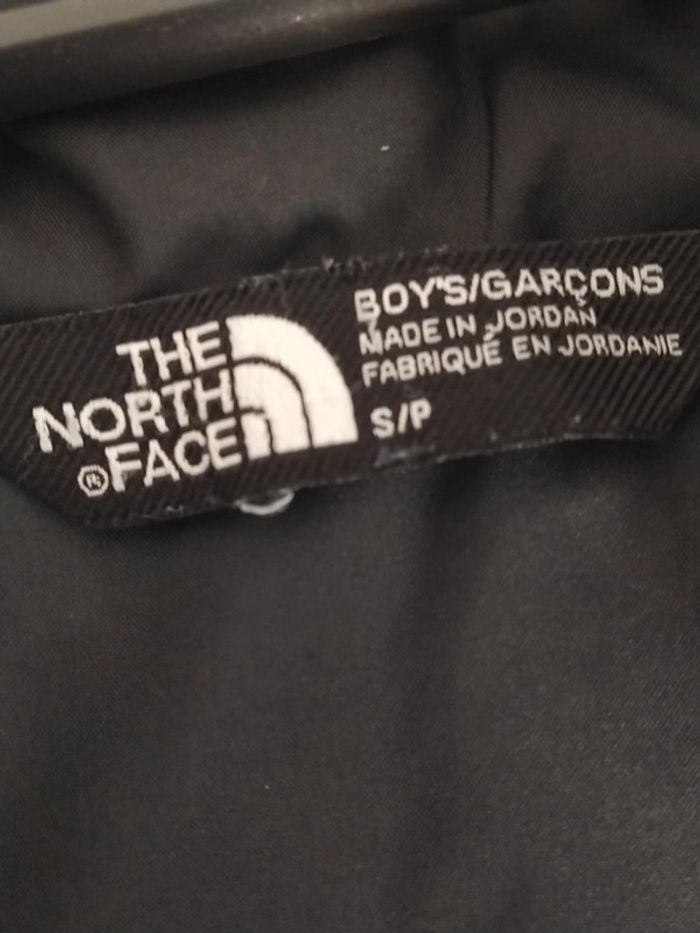 THE
NORTH
®FACE
BOY'S/GARÇONS
MADE IN JORDAN
FABRIQUÉ EN JORDANIE
S/P